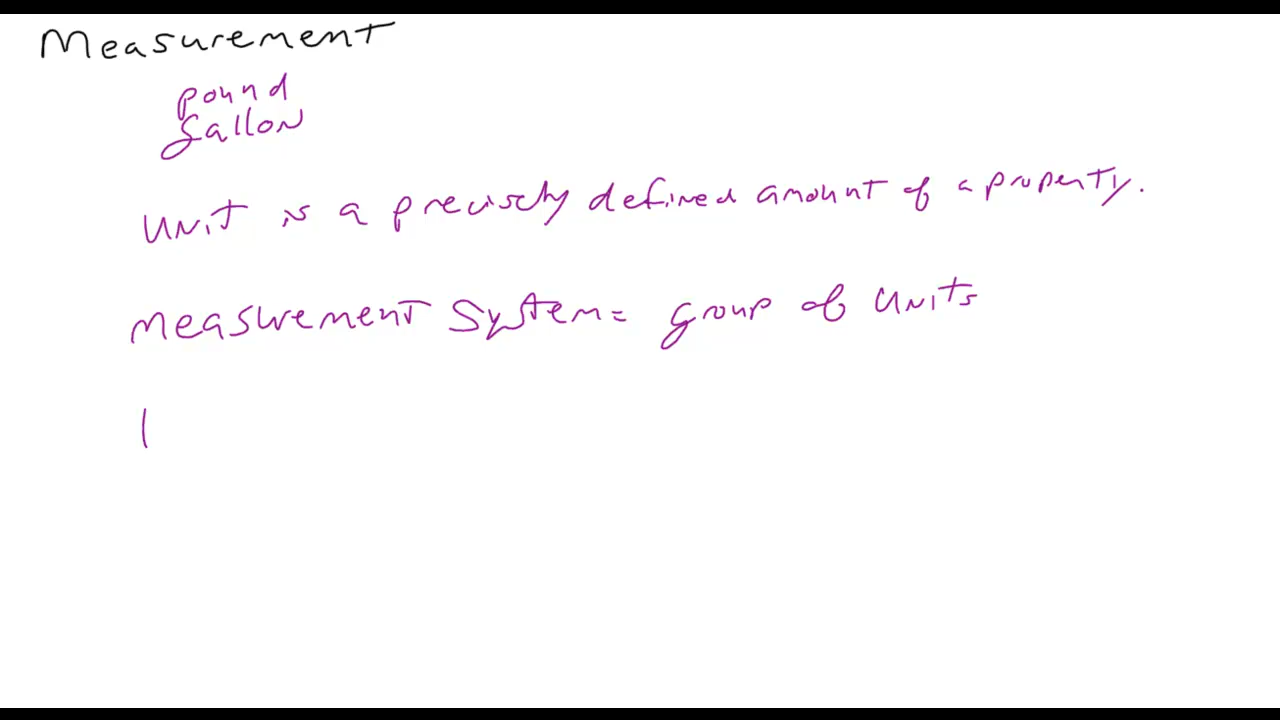 Measurement
pound
gallon
Unit is a precisely defined amount of a property.
measurement system = group of units